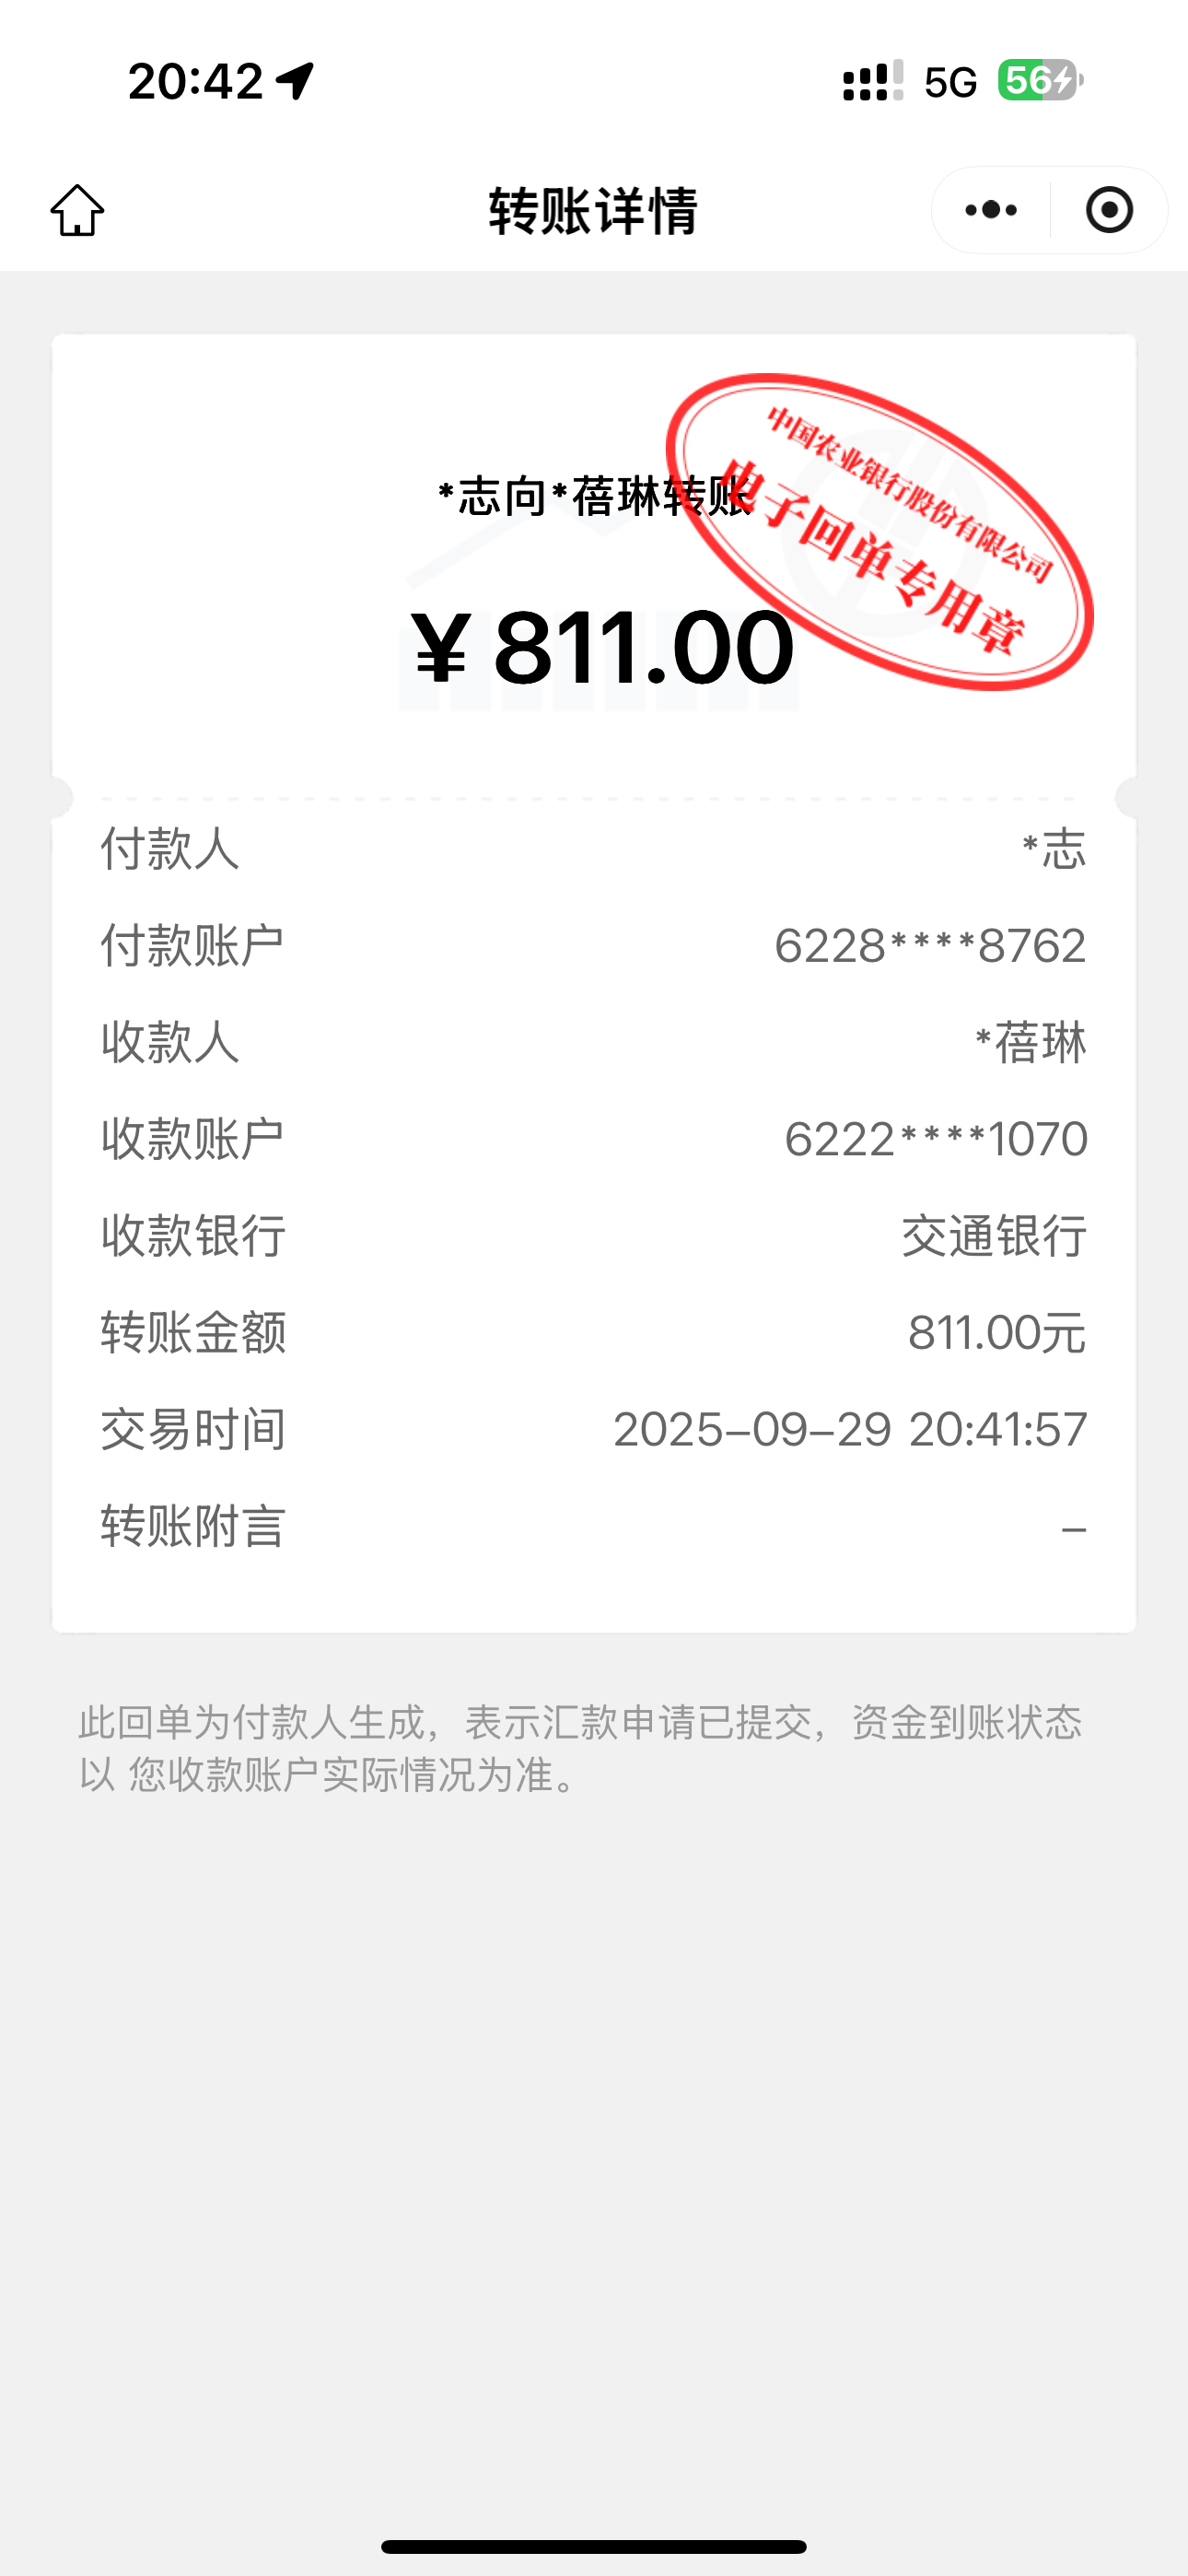 20:42
5G 56
转账详情
中国农业银行股份有限公司
电子回单专用章
*志向*蓓琳转账
¥ 811.00
付款人 *志
付款账户 6228****8762
收款人 *蓓琳
收款账户 6222****1070
收款银行 交通银行
转账金额 811.00元
交易时间 2025-09-29 20:41:57
转账附言 -
此回单为付款人生成，表示汇款申请已提交，资金到账状态
以 您收款账户实际情况为准。